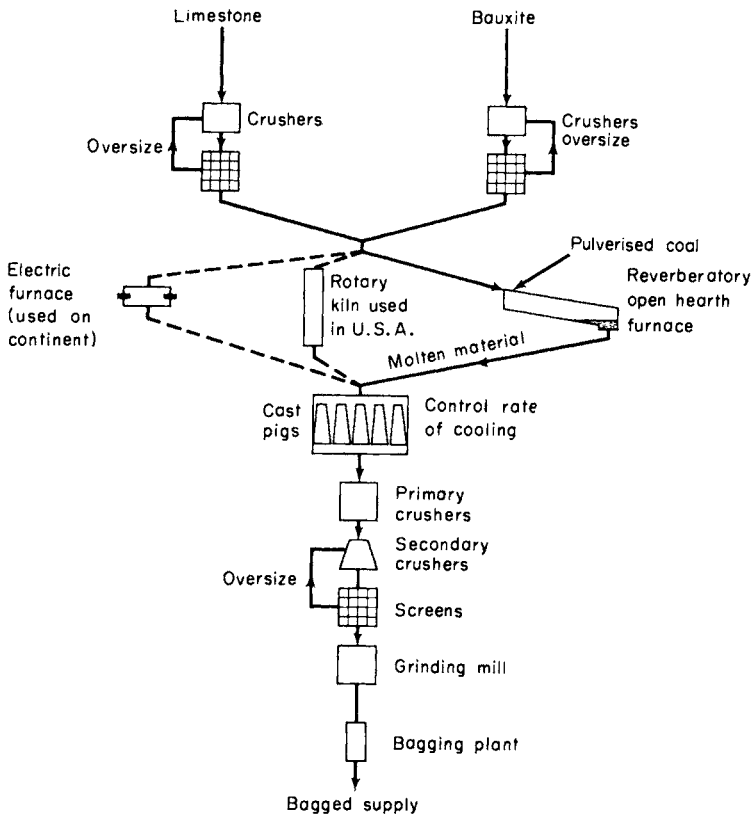 Limestone
Bauxite
Crushers
Oversize
Crushers
oversize
Pulverised coal
Electric
furnace
(used on
continent)
Rotary
kiln used
in U.S.A.
Reverberatory
open hearth
furnace
Molten material
Cast
pigs
Control rate
of cooling
Primary
crushers
Secondary
crushers
Oversize
Screens
Grinding mill
Bagging plant
Bagged supply